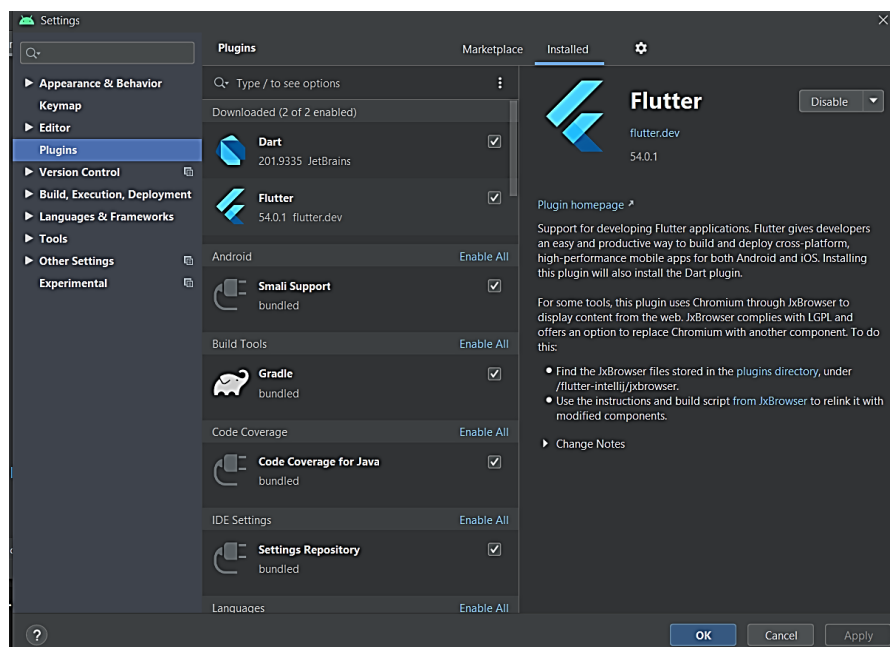 Settings
Plugins
Marketplace
Installed
Appearance & Behavior
Keymap
Editor
Plugins
Version Control
Build, Execution, Deployment
Languages & Frameworks
Tools
Other Settings
Experimental
Type / to see options
Downloaded (2 of 2 enabled)
Dart
201.9335 JetBrains
Flutter
54.0.1 flutter.dev
Android Enable All
Smali Support
bundled
Build Tools Enable All
Gradle
bundled
Code Coverage Enable All
Code Coverage for Java
bundled
IDE Settings Enable All
Settings Repository
bundled
Languages Enable All
Flutter
Disable
flutter.dev
54.0.1
Plugin homepage ↗
Support for developing Flutter applications. Flutter gives developers
an easy and productive way to build and deploy cross-platform,
high-performance mobile apps for both Android and iOS. Installing
this plugin will also install the Dart plugin.
For some tools, this plugin uses Chromium through JxBrowser to
display content from the web. JxBrowser complies with LGPL and
offers an option to replace Chromium with another component. To do
this:
• Find the JxBrowser files stored in the plugins directory, under
/flutter-intellij/jxbrowser.
• Use the instructions and build script from JxBrowser to relink it with
modified components.
Change Notes
?
OK
Cancel
Apply